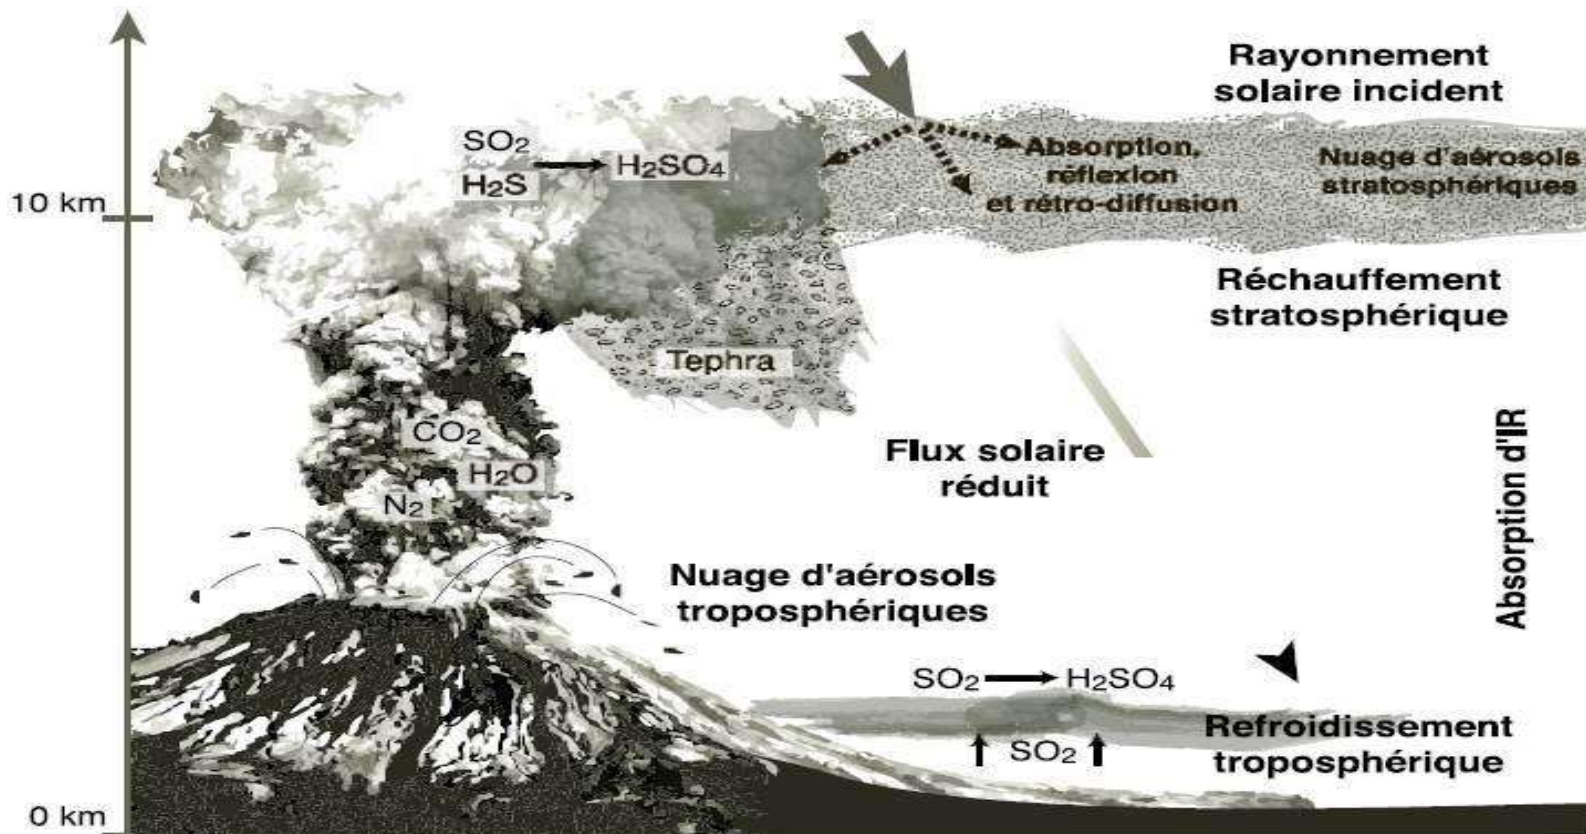 Rayonnement
solaire incident
SO₂
H₂S
H₂SO₄
Absorption,
réflexion
et rétro-diffusion
Nuage d'aérosols
stratosphériques
10 km
Réchauffement
stratosphérique
Tephra
CO₂
H₂O
N₂
Flux solaire
réduit
Absorption d'IR
Nuage d'aérosols
troposphériques
SO₂
H₂SO₄
SO₂
Refroidissement
troposphérique
0 km